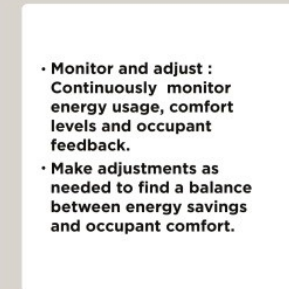 · Monitor and adjust :
Continuously monitor
energy usage, comfort
levels and occupant
feedback.
· Make adjustments as
needed to find a balance
between energy savings
and occupant comfort.